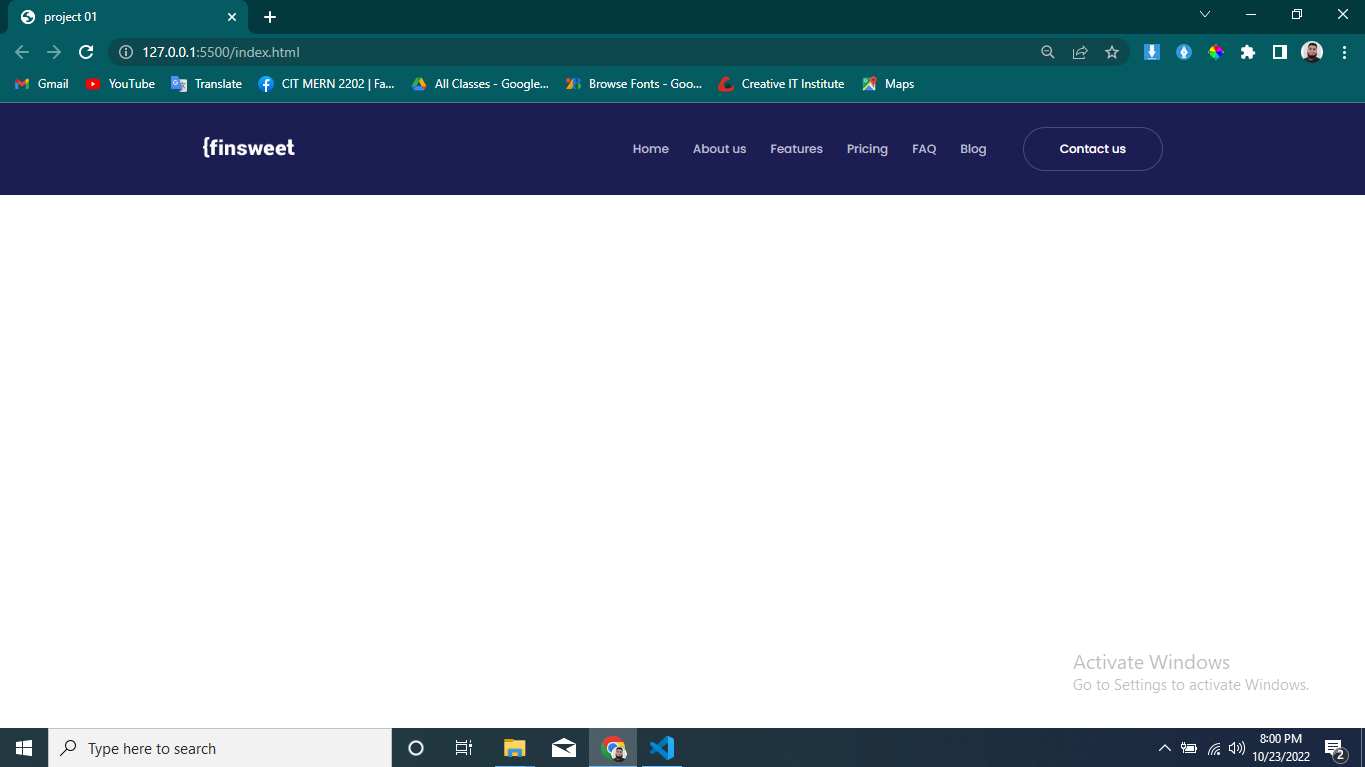 project 01
127.0.0.1:5500/index.html
Gmail YouTube Translate CIT MERN 2202 | Fa... All Classes - Google... Browse Fonts - Goo... Creative IT Institute Maps
{finsweet Home About us Features Pricing FAQ Blog Contact us
Activate Windows
Go to Settings to activate Windows.
Type here to search
8:00 PM
10/23/2022
2